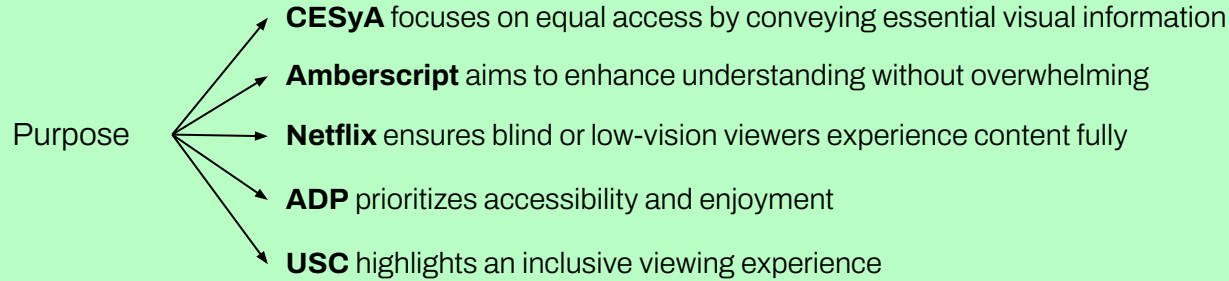 CESyA focuses on equal access by conveying essential visual information
Amberscript aims to enhance understanding without overwhelming
Purpose
Netflix ensures blind or low-vision viewers experience content fully
ADP prioritizes accessibility and enjoyment
USC highlights an inclusive viewing experience